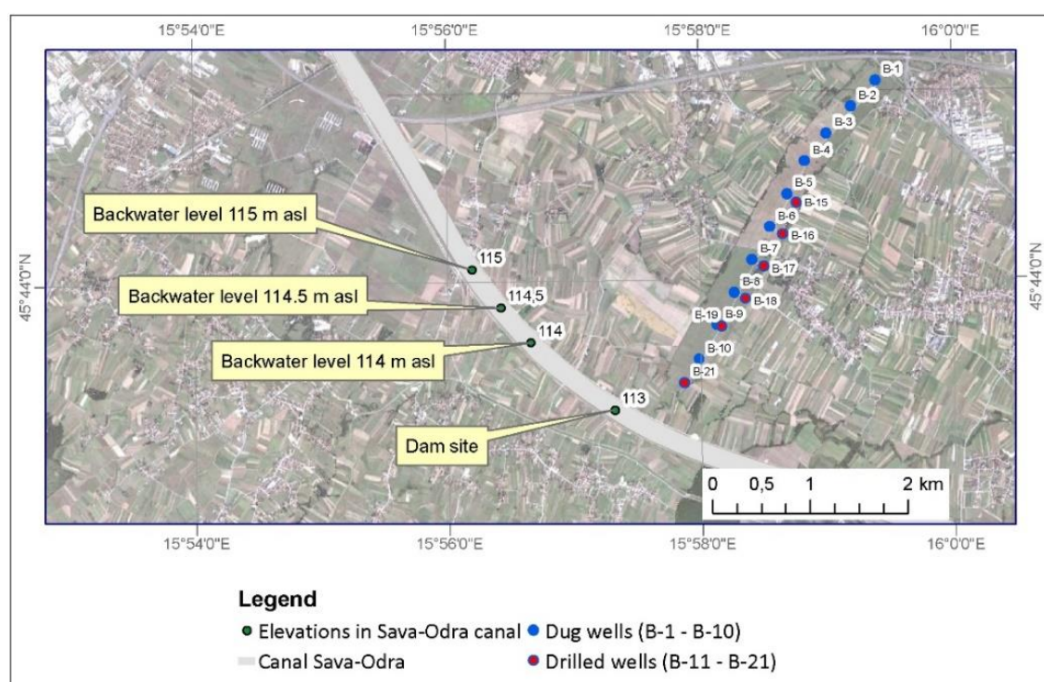 15°54'0"E 15°56'0"E 15°58'0"E 16°0'0"E
B-1
B-2
B-3
B-4
B-5
B-15
B-6
B-16
B-7
B-17
B-8
B-18
B-19 B-9
B-10
B-21
Backwater level 115 m asl
115
Backwater level 114.5 m asl
114,5
Backwater level 114 m asl
114
Dam site
113
45°44'0"N
45°44'0"N
0 0,5 1 2 km
15°54'0"E 15°56'0"E 15°58'0"E 16°0'0"E
Legend
Elevations in Sava-Odra canal
Dug wells (B-1 - B-10)
Canal Sava-Odra
Drilled wells (B-11 - B-21)